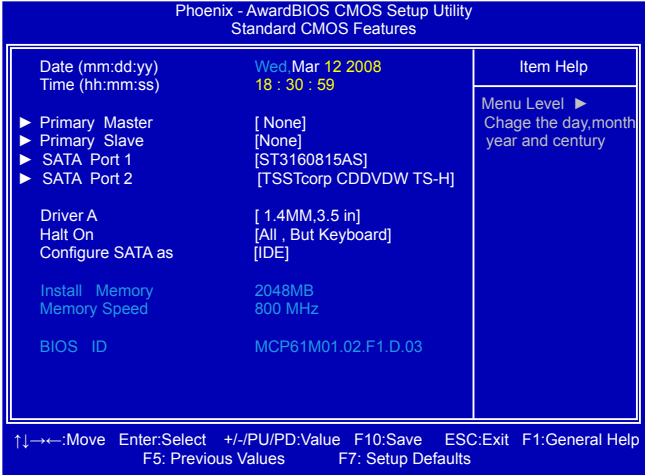 Phoenix - AwardBIOS CMOS Setup Utility
Standard CMOS Features
Date (mm:dd:yy) Wed,Mar 12 2008
Time (hh:mm:ss) 18 : 30 : 59
► Primary Master [ None]
► Primary Slave [None]
► SATA Port 1 [ST3160815AS]
► SATA Port 2 [TSSTcorp CDDVDW TS-H]
Driver A [ 1.4MM,3.5 in]
Halt On [All , But Keyboard]
Configure SATA as [IDE]
Install Memory 2048MB
Memory Speed 800 MHz
BIOS ID MCP61M01.02.F1.D.03
Item Help
Menu Level ►
Chage the day,month
year and century
↑↓→←:Move Enter:Select +/-/PU/PD:Value F10:Save ESC:Exit F1:General Help
F5: Previous Values F7: Setup Defaults